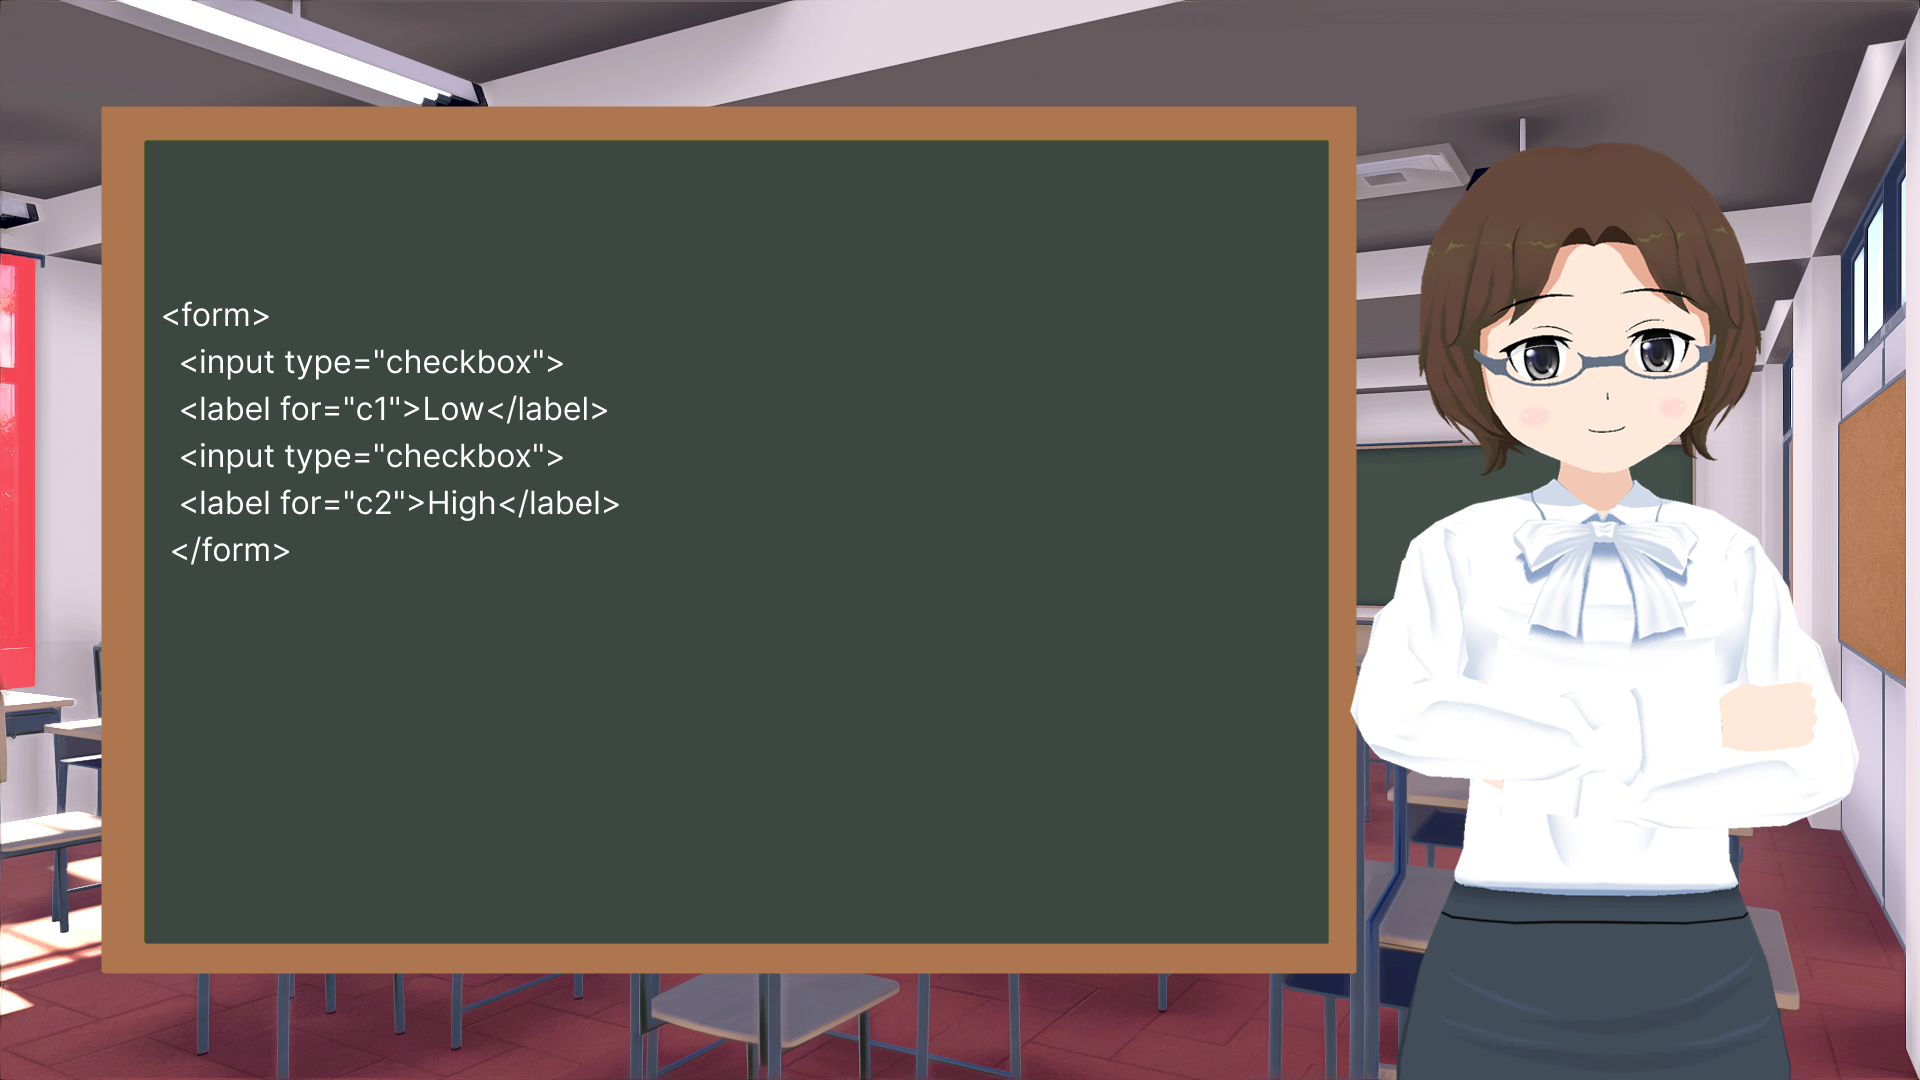 <form>
<input type="checkbox">
<label for="c1">Low</label>
<input type="checkbox">
<label for="c2">High</label>
</form>